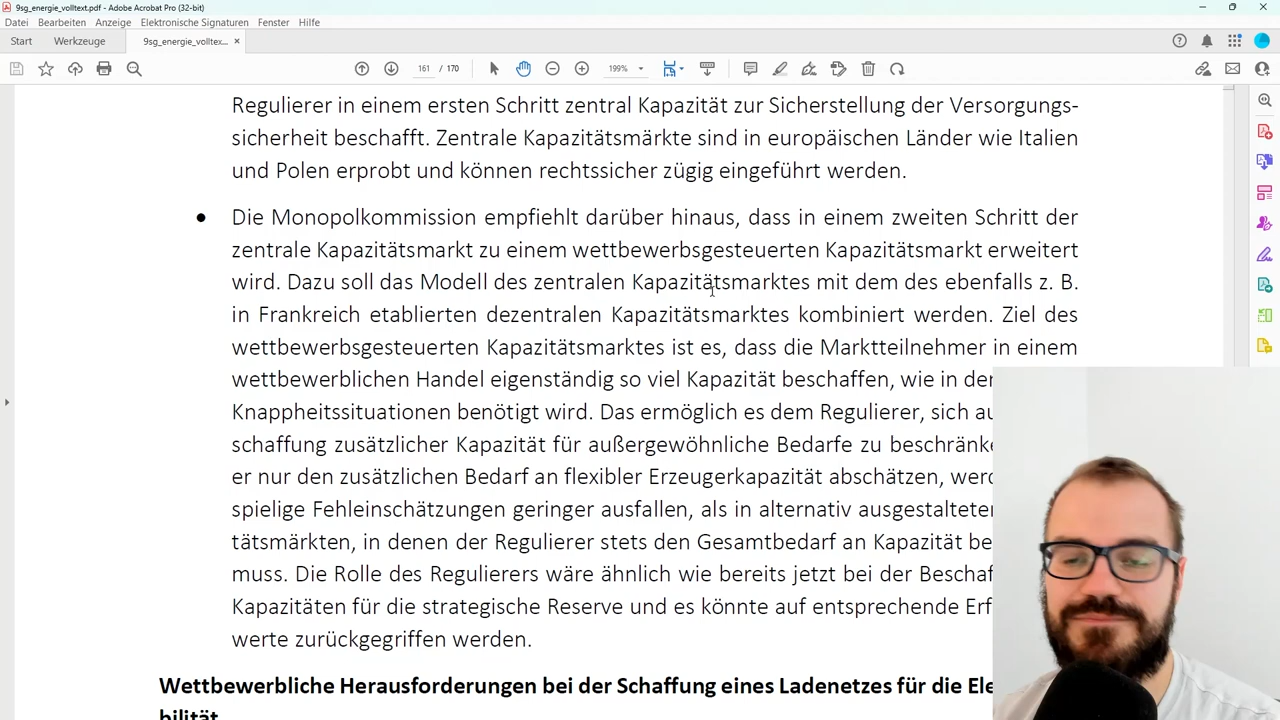 9sg_energie_volltext.pdf - Adobe Acrobat Pro (32-bit)
Datei Bearbeiten Anzeige Elektronische Signaturen Fenster Hilfe
Start Werkzeuge 9sg_energie_volltex... ×
161 / 170 199%
Regulierer in einem ersten Schritt zentral Kapazität zur Sicherstellung der Versorgungs-
sicherheit beschafft. Zentrale Kapazitätsmärkte sind in europäischen Länder wie Italien
und Polen erprobt und können rechtssicher zügig eingeführt werden.
• Die Monopolkommission empfiehlt darüber hinaus, dass in einem zweiten Schritt der
zentrale Kapazitätsmarkt zu einem wettbewerbsgesteuerten Kapazitätsmarkt erweitert
wird. Dazu soll das Modell des zentralen Kapazitätsmarktes mit dem des ebenfalls z. B.
in Frankreich etablierten dezentralen Kapazitätsmarktes kombiniert werden. Ziel des
wettbewerbsgesteuerten Kapazitätsmarktes ist es, dass die Marktteilnehmer in einem
wettbewerblichen Handel eigenständig so viel Kapazität beschaffen, wie in der
Knappheitssituationen benötigt wird. Das ermöglich es dem Regulierer, sich au
schaffung zusätzlicher Kapazität für außergewöhnliche Bedarfe zu beschränke
er nur den zusätzlichen Bedarf an flexibler Erzeugerkapazität abschätzen, werd
spielige Fehleinschätzungen geringer ausfallen, als in alternativ ausgestalteten
tätsmärkten, in denen der Regulierer stets den Gesamtbedarf an Kapazität be
muss. Die Rolle des Regulierers wäre ähnlich wie bereits jetzt bei der Beschaf
Kapazitäten für die strategische Reserve und es könnte auf entsprechende Erf
werte zurückgegriffen werden.
Wettbewerbliche Herausforderungen bei der Schaffung eines Ladenetzes für die Ele
bilität